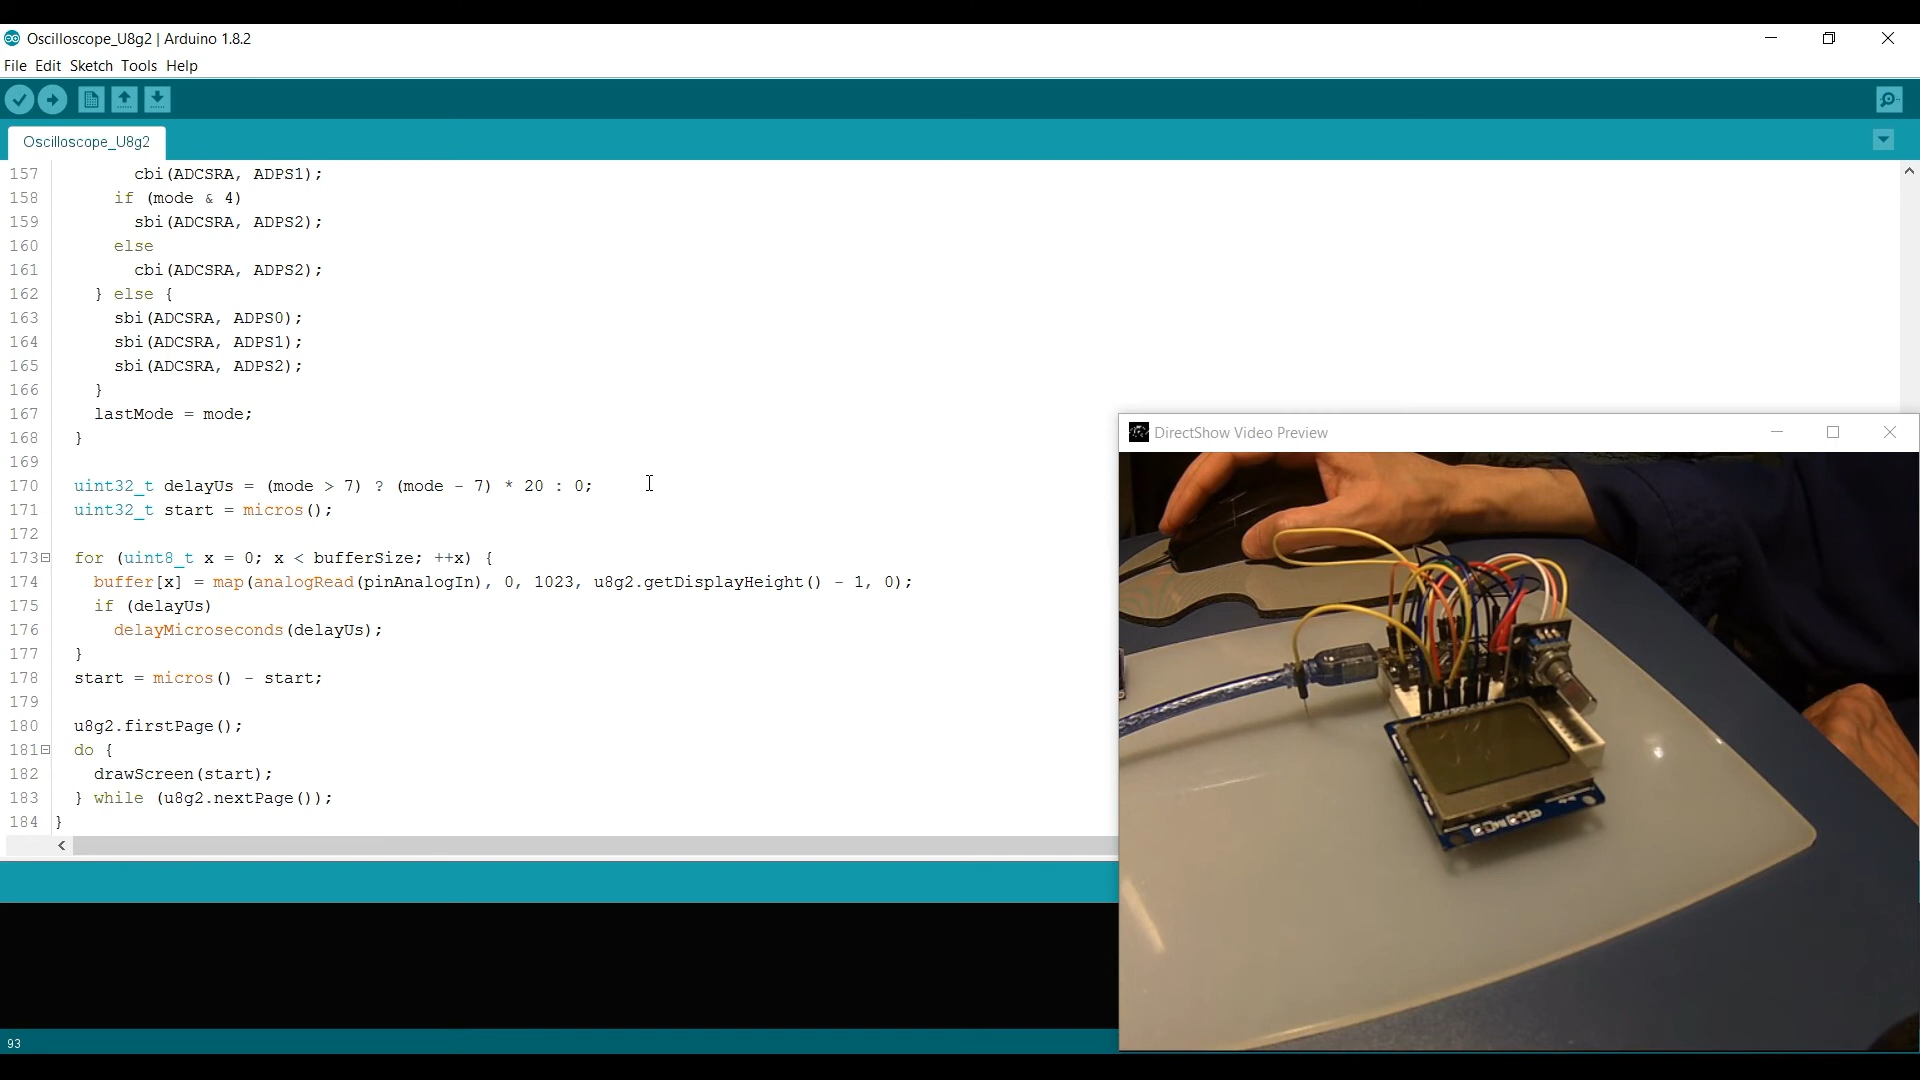 Oscilloscope_U8g2 | Arduino 1.8.2
File Edit Sketch Tools Help
Oscilloscope_U8g2
157 cbi(ADCSRA, ADPS1);
158 if (mode & 4)
159 sbi(ADCSRA, ADPS2);
160 else
161 cbi(ADCSRA, ADPS2);
162 } else {
163 sbi(ADCSRA, ADPS0);
164 sbi(ADCSRA, ADPS1);
165 sbi(ADCSRA, ADPS2);
166 }
167 lastMode = mode;
168 }
169
170 uint32_t delayUs = (mode > 7) ? (mode - 7) * 20 : 0;
171 uint32_t start = micros();
172
173 for (uint8_t x = 0; x < bufferSize; ++x) {
174 buffer[x] = map(analogRead(pinAnalogIn), 0, 1023, u8g2.getDisplayHeight() - 1, 0);
175 if (delayUs)
176 delayMicroseconds(delayUs);
177 }
178 start = micros() - start;
179
180 u8g2.firstPage();
181 do {
182 drawScreen(start);
183 } while (u8g2.nextPage());
184 }
DirectShow Video Preview
93